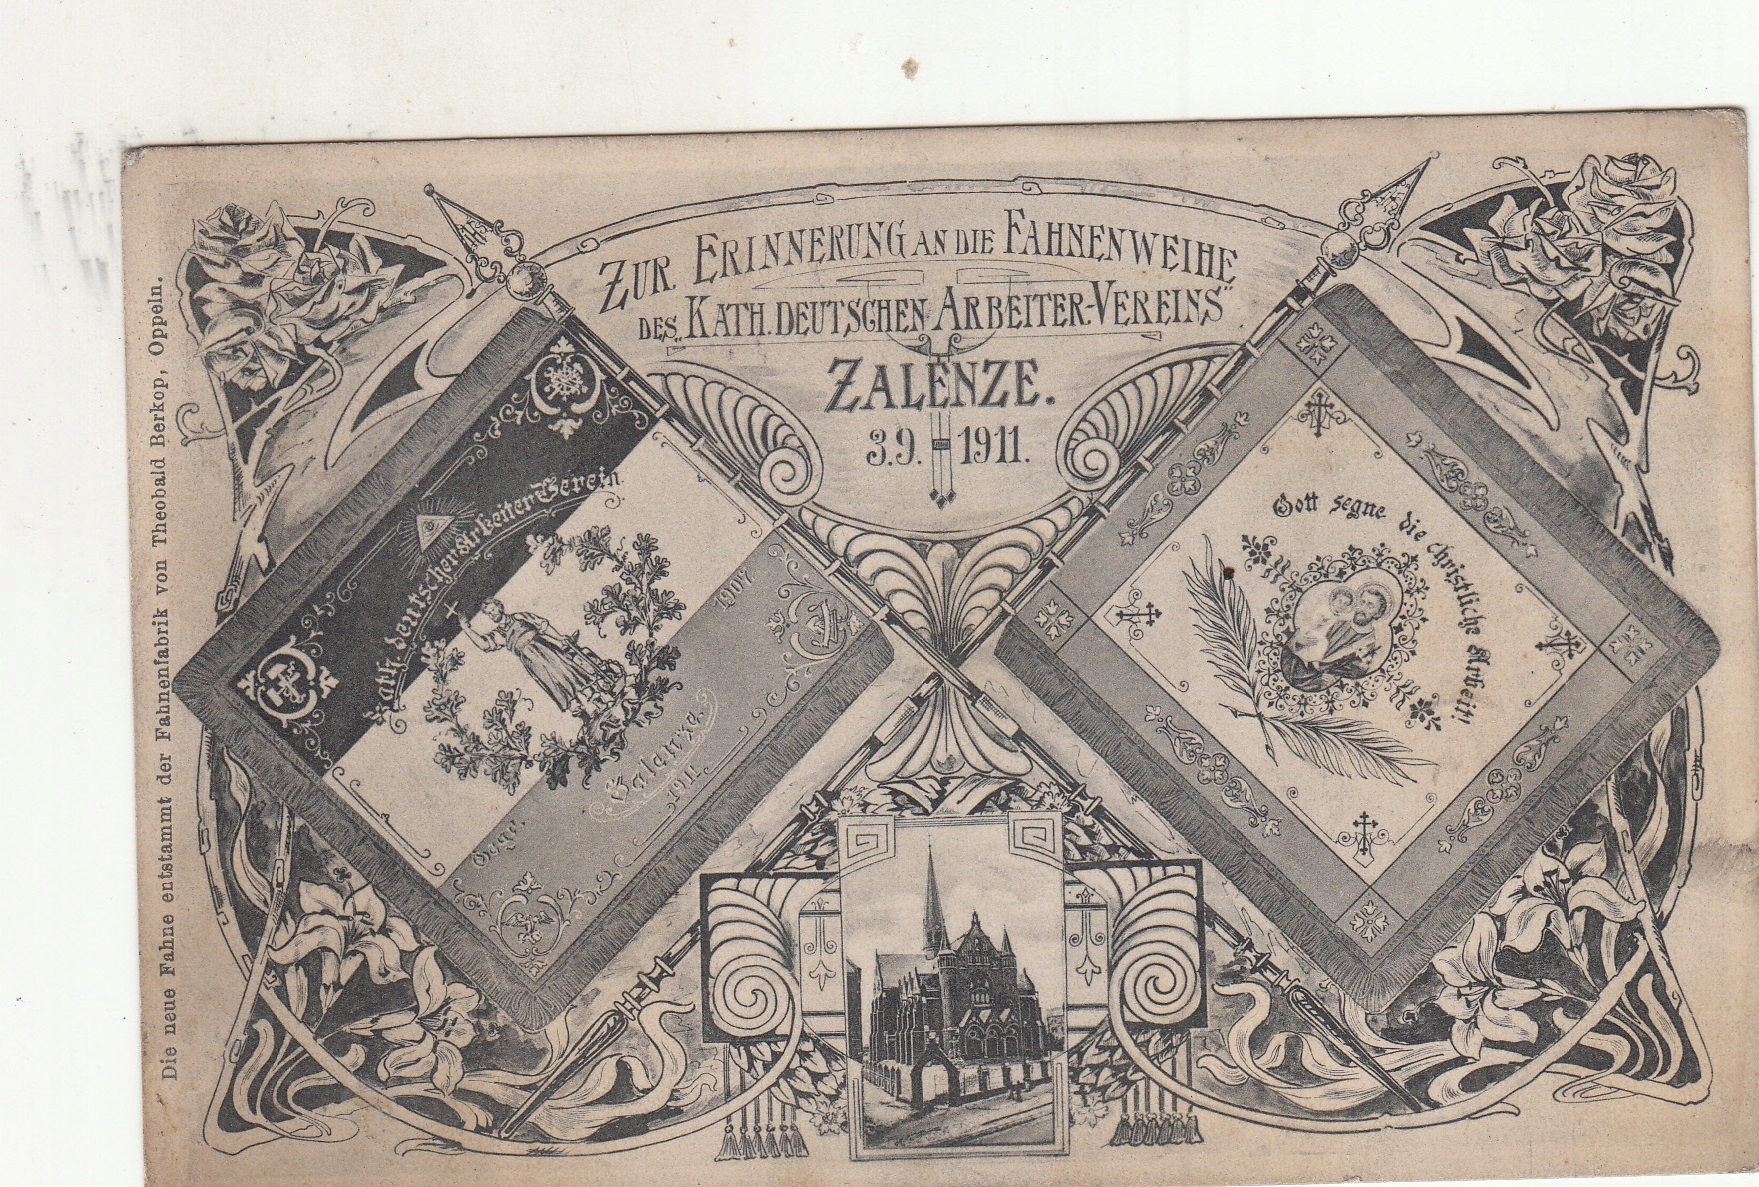 ZUR ERINNERUNG AN DIE FAHNENWEIHE
DES „KATH. DEUTSCHEN ARBEITER-VEREINS”
ZALENZE.
3.9. 1911.
Kath. deutscher Arbeiter Verein.
1907
Gegr.
Zalenze.
1911
Gott segne die christliche Arbeit!
Die neue Fahne entstammt der Fahnenfabrik von Theobald Berkop, Oppeln.